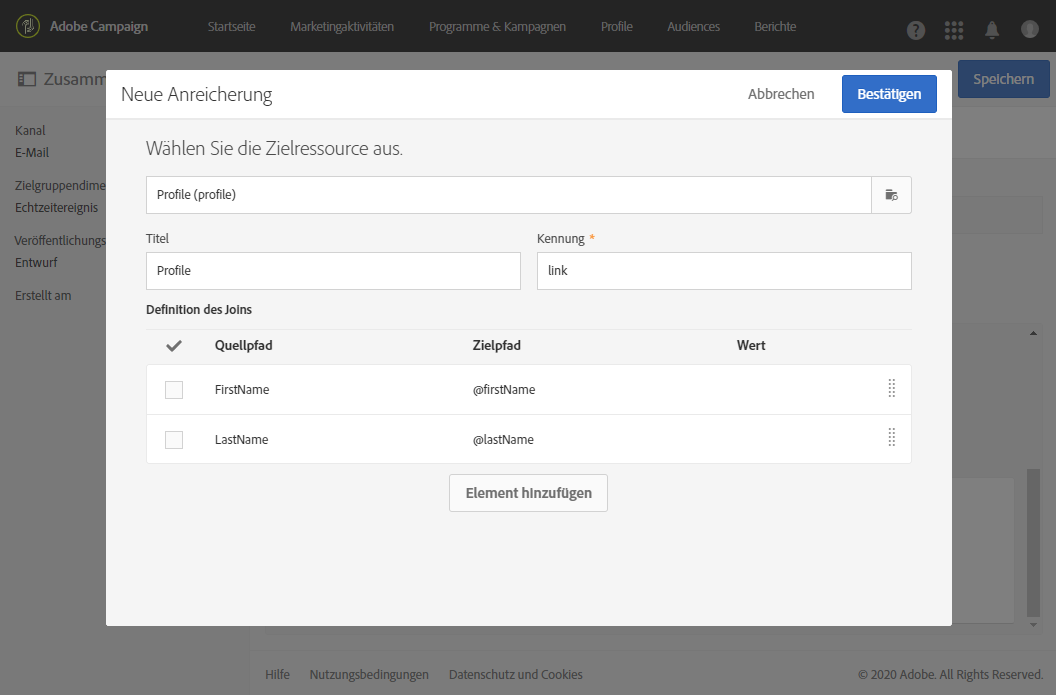 Adobe Campaign Startseite Marketingaktivitäten Programme & Kampagnen Profile Audiences Berichte
Zusamm
Speichern
Neue Anreicherung
Abbrechen
Bestätigen
Kanal
E-Mail
Zielgruppendime
Echtzeitereignis
Veröffentlichungs
Entwurf
Erstellt am
Wählen Sie die Zielressource aus.
Profile (profile)
Titel
Kennung *
Profile
link
Definition des Joins
Quellpfad Zielpfad Wert
FirstName @firstName
LastName @lastName
Element hinzufügen
Hilfe Nutzungsbedingungen Datenschutz und Cookies © 2020 Adobe. All Rights Reserved.